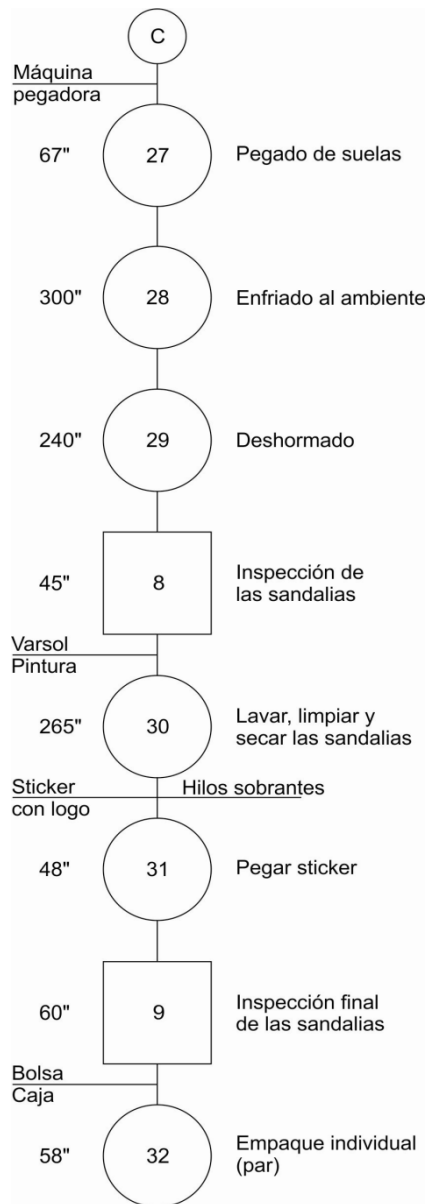 C
Máquina
pegadora
67" 27 Pegado de suelas
300" 28 Enfriado al ambiente
240" 29 Deshormado
45" 8 Inspección de
las sandalias
Varsol
Pintura
265" 30 Lavar, limpiar y
secar las sandalias
Sticker Hilos sobrantes
con logo
48" 31 Pegar sticker
60" 9 Inspección final
de las sandalias
Bolsa
Caja
58" 32 Empaque individual
(par)